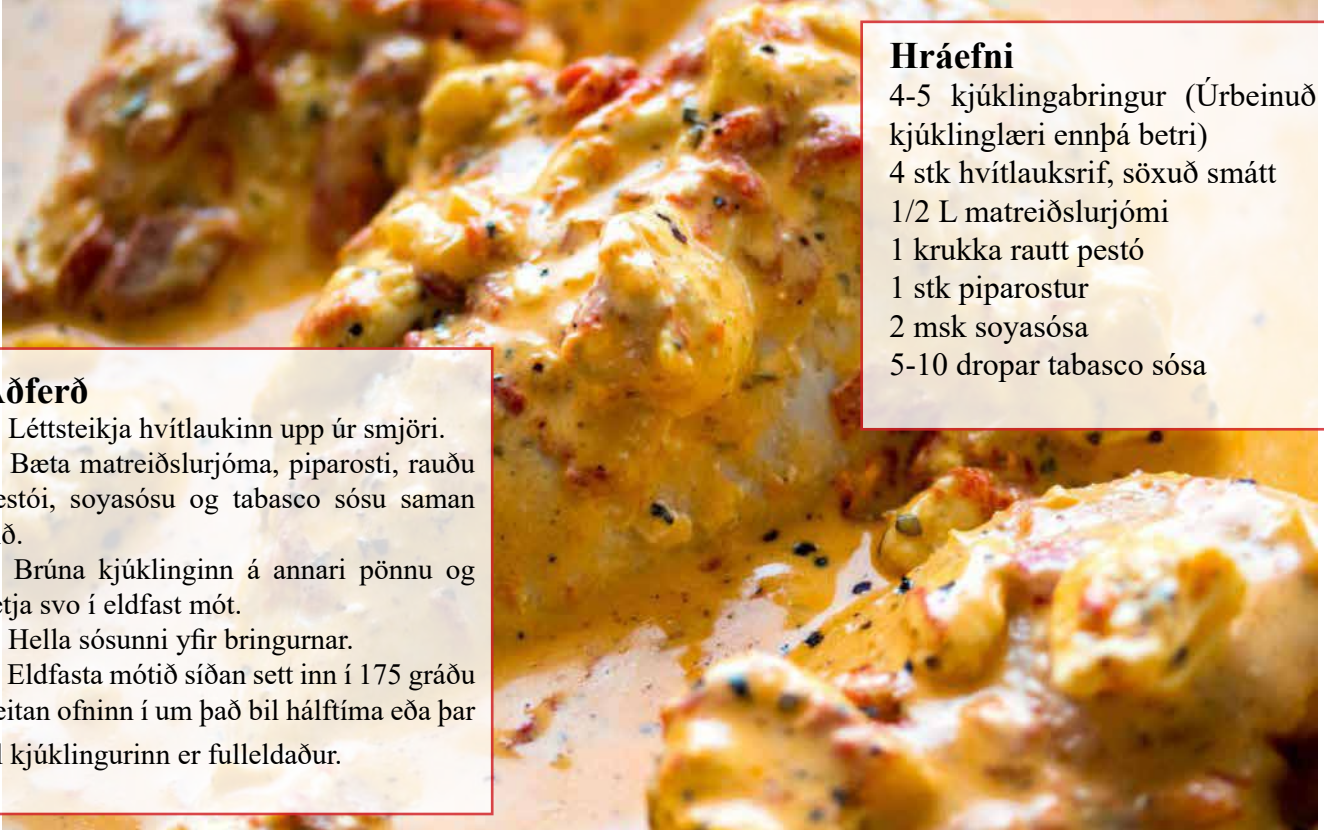 Hráefni
4-5 kjúklingabringur (Úrbeinuð
kjúklinglæri ennþá betri)
4 stk hvítlauksrif, söxuð smátt
1/2 L matreiðslurjómi
1 krukka rautt pestó
1 stk piparostur
2 msk soyasósa
5-10 dropar tabasco sósa
ðferð
Léttsteikja hvítlaukinn upp úr smjöri.
Bæta matreiðslurjóma, piparosti, rauðu
estói, soyasósu og tabasco sósu saman
ð.
Brúna kjúklinginn á annari pönnu og
etja svo í eldfast mót.
Hella sósunni yfir bringurnar.
Eldfasta mótið síðan sett inn í 175 gráðu
eitan ofninn í um það bil hálftíma eða þar
l kjúklingurinn er fulleldaður.